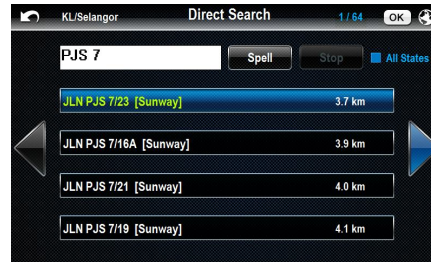 KL/Selangor Direct Search 1 / 64 OK
PJS 7 Spell Stop All States
JLN PJS 7/23 [Sunway] 3.7 km
JLN PJS 7/16A [Sunway] 3.9 km
JLN PJS 7/21 [Sunway] 4.0 km
JLN PJS 7/19 [Sunway] 4.1 km